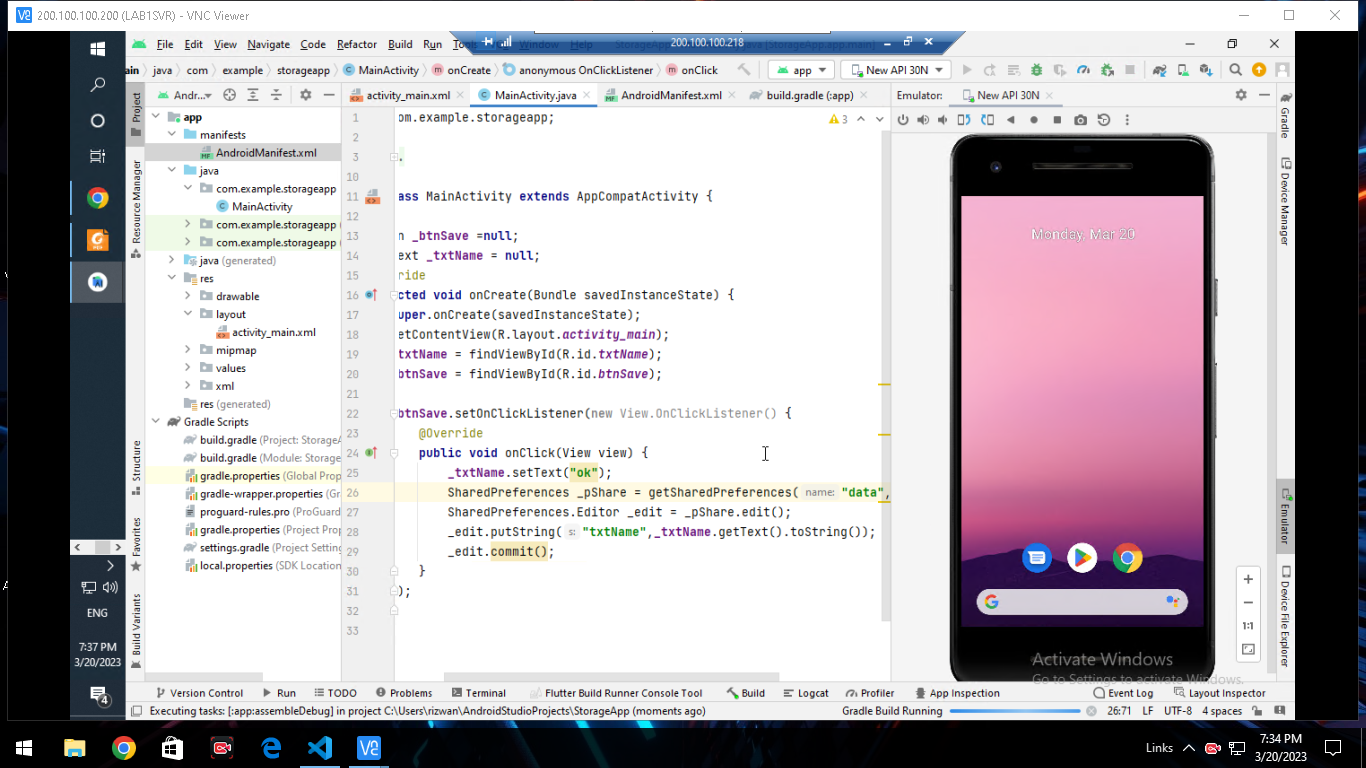 200.100.100.200 (LAB1SVR) - VNC Viewer
File Edit View Navigate Code Refactor Build Run Window Help
200.100.100.218
java com example storageapp MainActivity onCreate anonymous OnClickListener onClick app New API 30N
Andr... activity_main.xml MainActivity.java AndroidManifest.xml build.gradle (:app) Emulator: New API 30N
Project
Resource Manager
Structure
Favorites
Build Variants
app
manifests
AndroidManifest.xml
java
com.example.storageapp
MainActivity
com.example.storageapp
com.example.storageapp
java (generated)
res
drawable
layout
activity_main.xml
mipmap
values
xml
res (generated)
Gradle Scripts
build.gradle (Project: StorageA
build.gradle (Module: Storage
gradle.properties (Global Prop
gradle-wrapper.properties (Gr
proguard-rules.pro (ProGuard
gradle.properties (Project Prop
settings.gradle (Project Setting
local.properties (SDK Location
3
1 om.example.storageapp;
2
3 .
10
11 ass MainActivity extends AppCompatActivity {
12
13 n _btnSave =null;
14 ext _txtName = null;
15 ride
16 cted void onCreate(Bundle savedInstanceState) {
17 uper.onCreate(savedInstanceState);
18 etContentView(R.layout.activity_main);
19 txtName = findViewById(R.id.txtName);
20 btnSave = findViewById(R.id.btnSave);
21
22 btnSave.setOnClickListener(new View.OnClickListener() {
23 @Override
24 public void onClick(View view) {
25 _txtName.setText("ok");
26 SharedPreferences _pShare = getSharedPreferences( name: "data",
27 SharedPreferences.Editor _edit = _pShare.edit();
28 _edit.putString( s: "txtName",_txtName.getText().toString());
29 _edit.commit();
30 }
31 );
32
33
Monday, Mar 20
1:1
Gradle
Device Manager
Emulator
Device File Explorer
Activate Windows
Go to Settings to activate Windows.
ENG
7:37 PM
3/20/2023
4
Version Control Run TODO Problems Terminal Flutter Build Runner Console Tool Build Logcat Profiler App Inspection Event Log Layout Inspector
Executing tasks: [:app:assembleDebug] in project C:\Users\rizwan\AndroidStudioProjects\StorageApp (moments ago) Gradle Build Running 26:71 LF UTF-8 4 spaces
Links
7:34 PM
3/20/2023